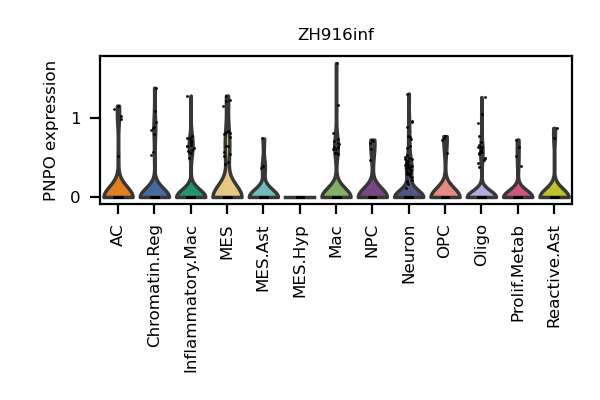 ZH916inf
PNPO expression
1
0
AC
Chromatin.Reg
Inflammatory.Mac
MES
MES.Ast
MES.Hyp
Mac
NPC
Neuron
OPC
Oligo
Prolif.Metab
Reactive.Ast